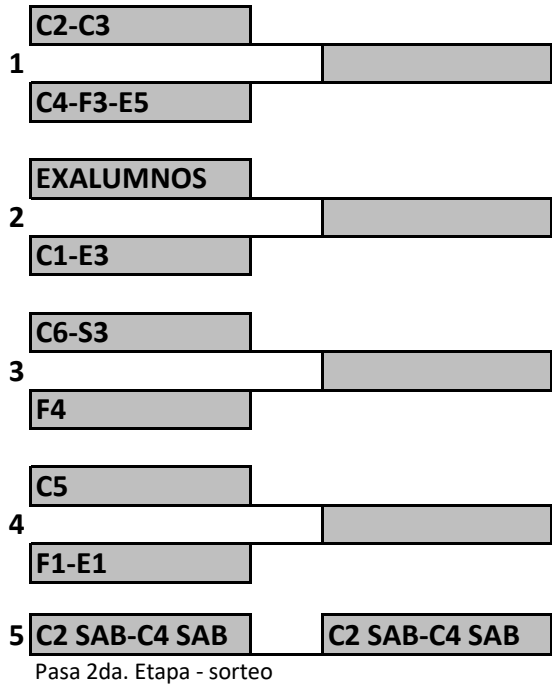 C2-C3
1
C4-F3-E5
EXALUMNOS
2
C1-E3
C6-S3
3
F4
C5
4
F1-E1
5 C2 SAB-C4 SAB C2 SAB-C4 SAB
Pasa 2da. Etapa - sorteo